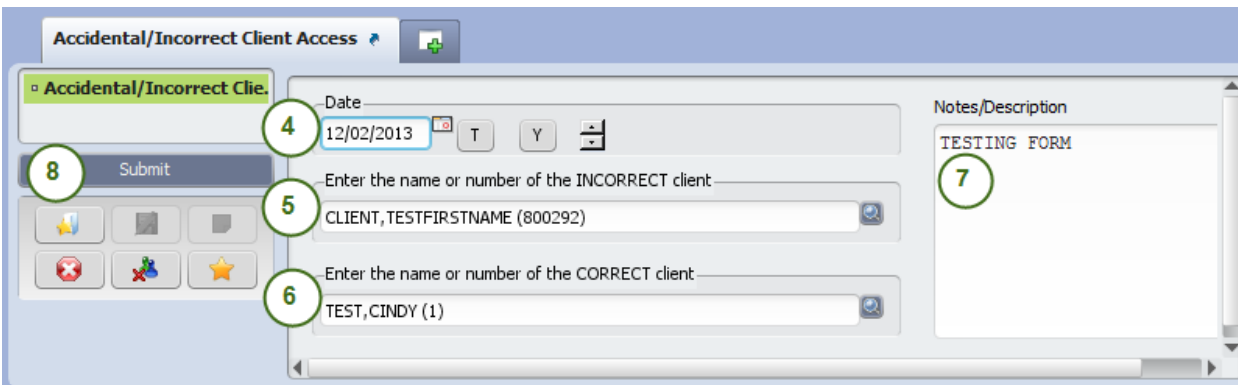 Accidental/Incorrect Client Access
Accidental/Incorrect Clie.
8
Submit
4
Date
12/02/2013
T
Y
5
Enter the name or number of the INCORRECT client
CLIENT,TESTFIRSTNAME (800292)
6
Enter the name or number of the CORRECT client
TEST,CINDY (1)
Notes/Description
TESTING FORM
7